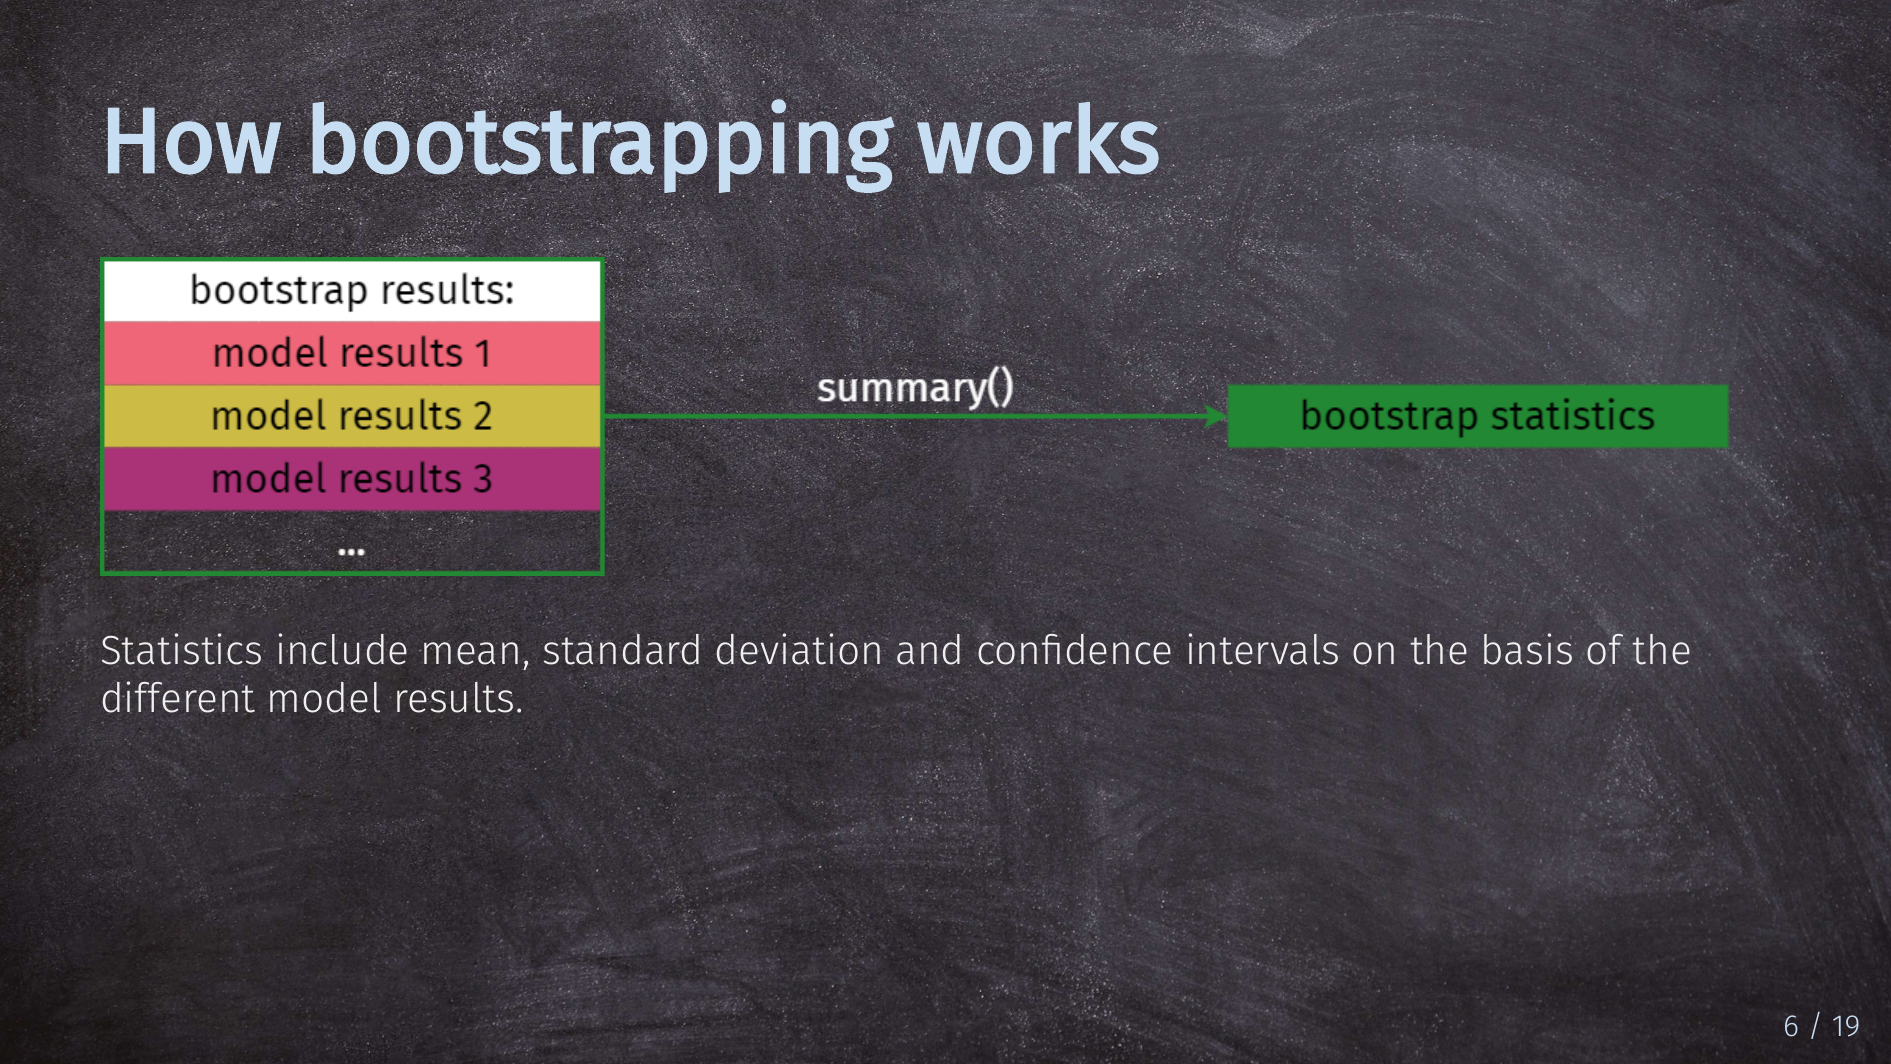 How bootstrapping works
bootstrap results:
model results 1
model results 2
model results 3
...
summary()
bootstrap statistics
Statistics include mean, standard deviation and confidence intervals on the basis of the
different model results.
6 / 19